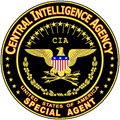 CENTRAL INTELLIGENCE AGENCY
CIA
UNITED STATES OF AMERICA
SPECIAL AGENT